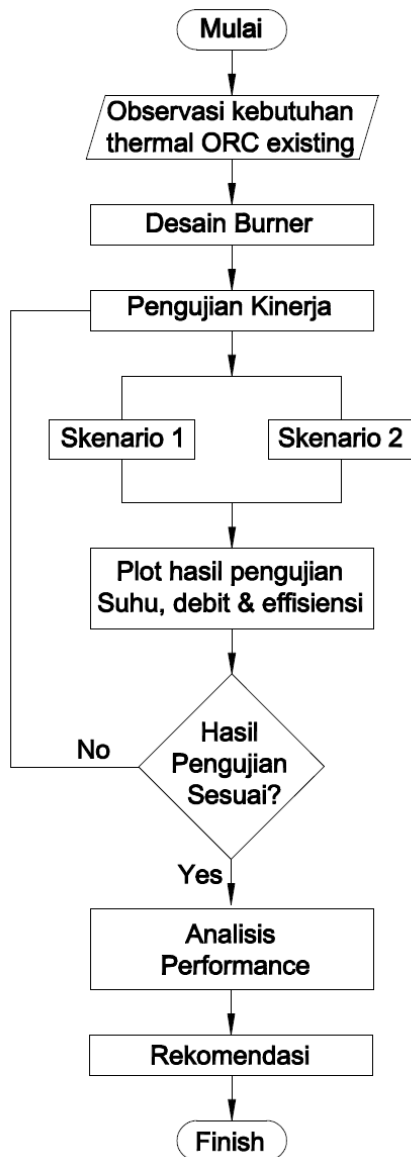 Mulai
Observasi kebutuhan
thermal ORC existing
Desain Burner
Pengujian Kinerja
Skenario 1
Skenario 2
Plot hasil pengujian
Suhu, debit & effisiensi
Hasil
Pengujian
Sesuai?
No
Yes
Analisis
Performance
Rekomendasi
Finish